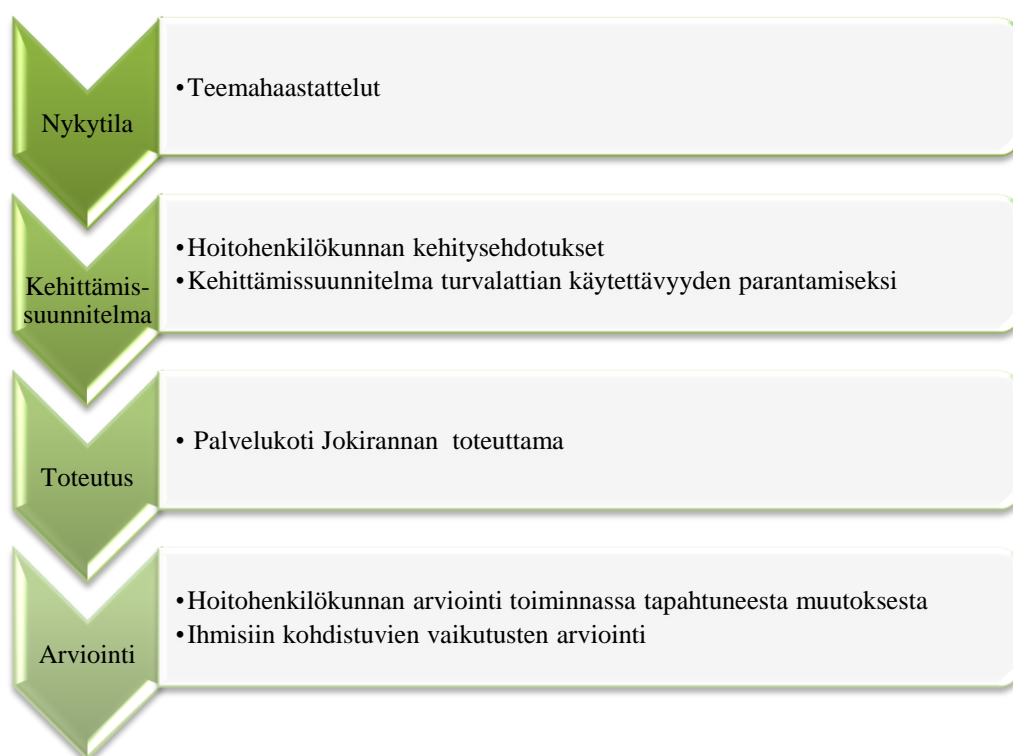 Nykytila
•Teemahaastattelut
Kehittämis-
suunnitelma
•Hoitohenkilökunnan kehitysehdotukset
•Kehittämissuunnitelma turvalattian käytettävyyden parantamiseksi
Toteutus
• Palvelukoti Jokirannan toteuttama
Arviointi
•Hoitohenkilökunnan arviointi toiminnassa tapahtuneesta muutoksesta
•Ihmisiin kohdistuvien vaikutusten arviointi